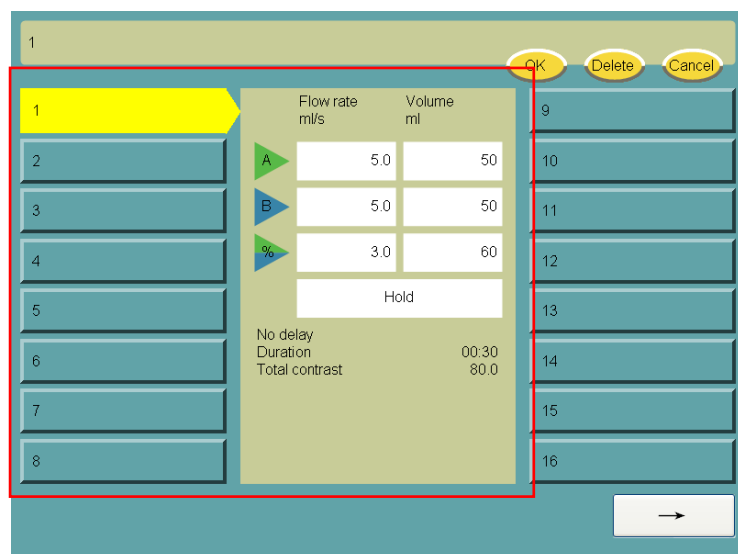 1
OK Delete Cancel
1
2
3
4
5
6
7
8
Flow rate Volume
ml/s ml
A 5.0 50
B 5.0 50
% 3.0 60
Hold
No delay
Duration 00:30
Total contrast 80.0
9
10
11
12
13
14
15
16
→